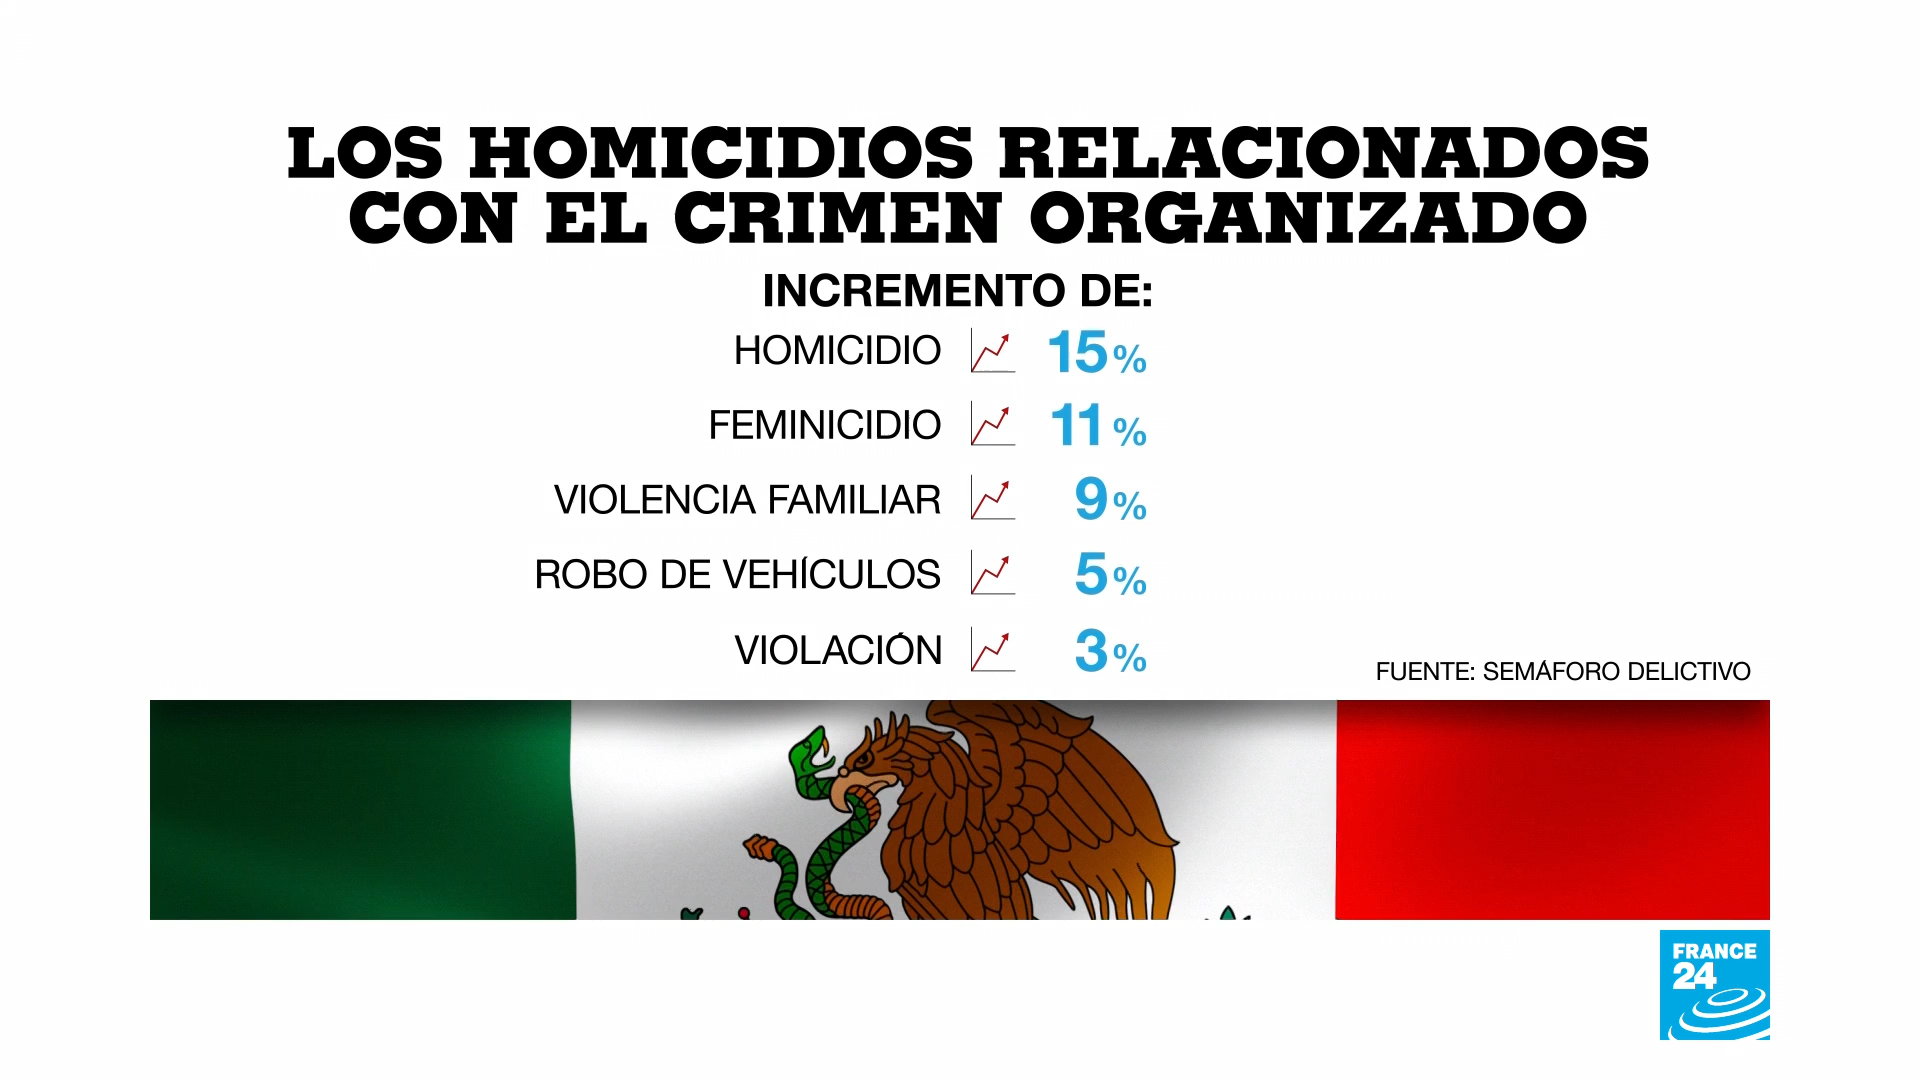 LOS HOMICIDIOS RELACIONADOS
CON EL CRIMEN ORGANIZADO
INCREMENTO DE:
HOMICIDIO 15%
FEMINICIDIO 11%
VIOLENCIA FAMILIAR 9%
ROBO DE VEHÍCULOS 5%
VIOLACIÓN 3%
FUENTE: SEMÁFORO DELICTIVO
FRANCE
24